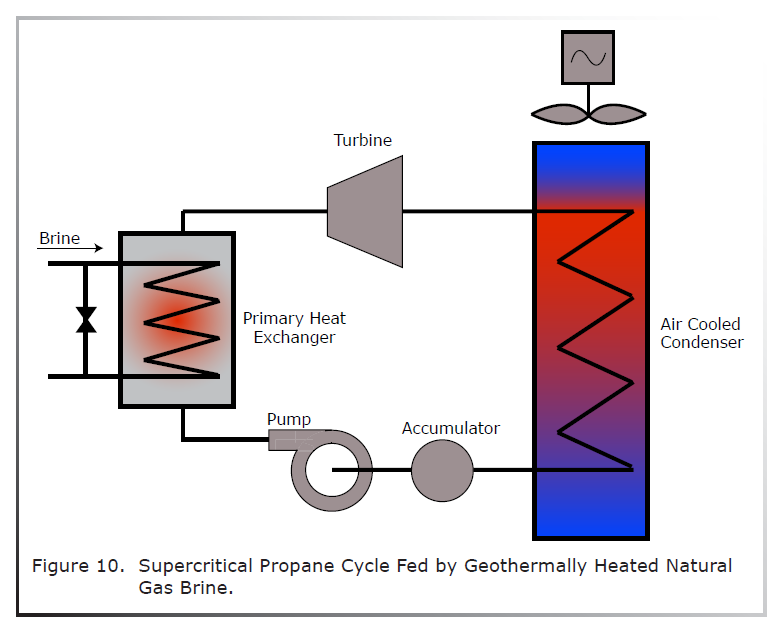 Turbine
Brine
Primary Heat
Exchanger
Air Cooled
Condenser
Pump
Accumulator
Figure 10. Supercritical Propane Cycle Fed by Geothermally Heated Natural
Gas Brine.